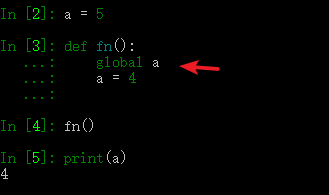 In [2]: a = 5
In [3]: def fn():
   ...:     global a
   ...:     a = 4
   ...:
In [4]: fn()
In [5]: print(a)
4